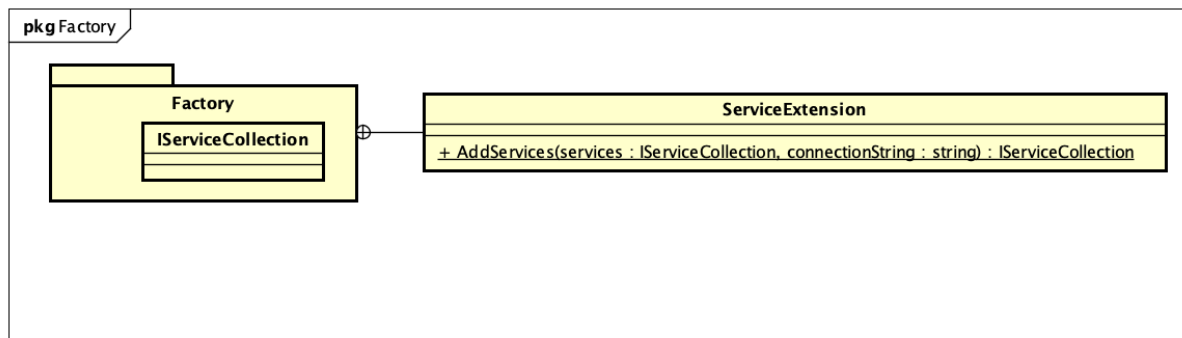 pkg Factory
Factory
IServiceCollection
ServiceExtension
+ AddServices(services : IServiceCollection, connectionString : string) : IServiceCollection